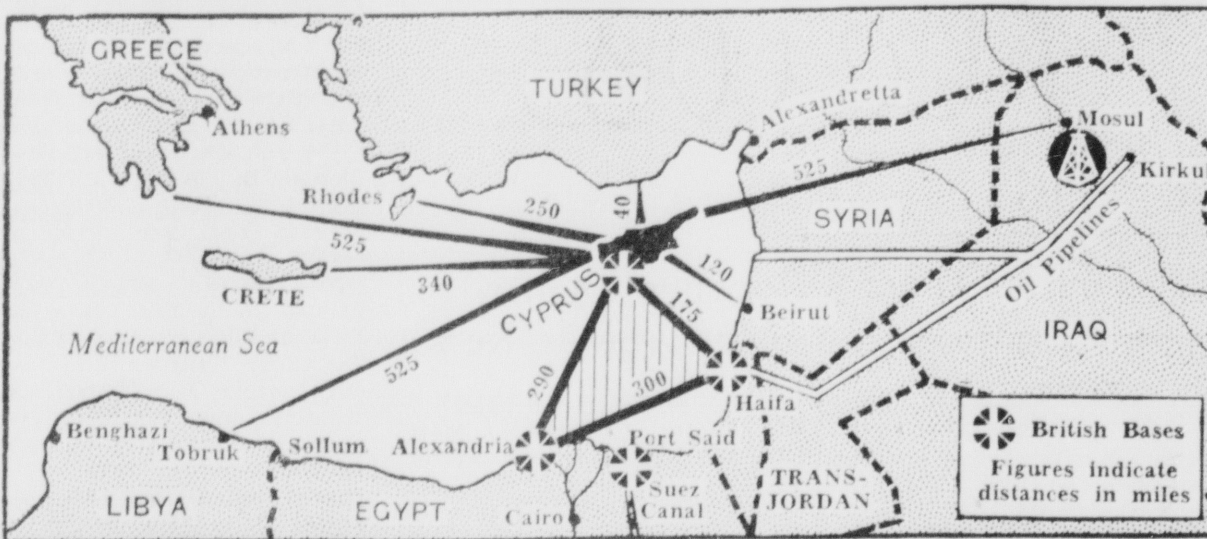 GREECE
Athens
TURKEY
Alexandretta
Mosul
Kirkuk
Rhodes
250
40
525
525
SYRIA
CRETE
340
CYPRUS
120
175
Beirut
Oil Pipelines
IRAQ
Mediterranean Sea
525
290
300
Haifa
Benghazi
Tobruk
Sollum
Alexandria
Port Said
Suez
Canal
LIBYA
EGYPT
Cairo
TRANS-
JORDAN
British Bases
Figures indicate
distances in miles